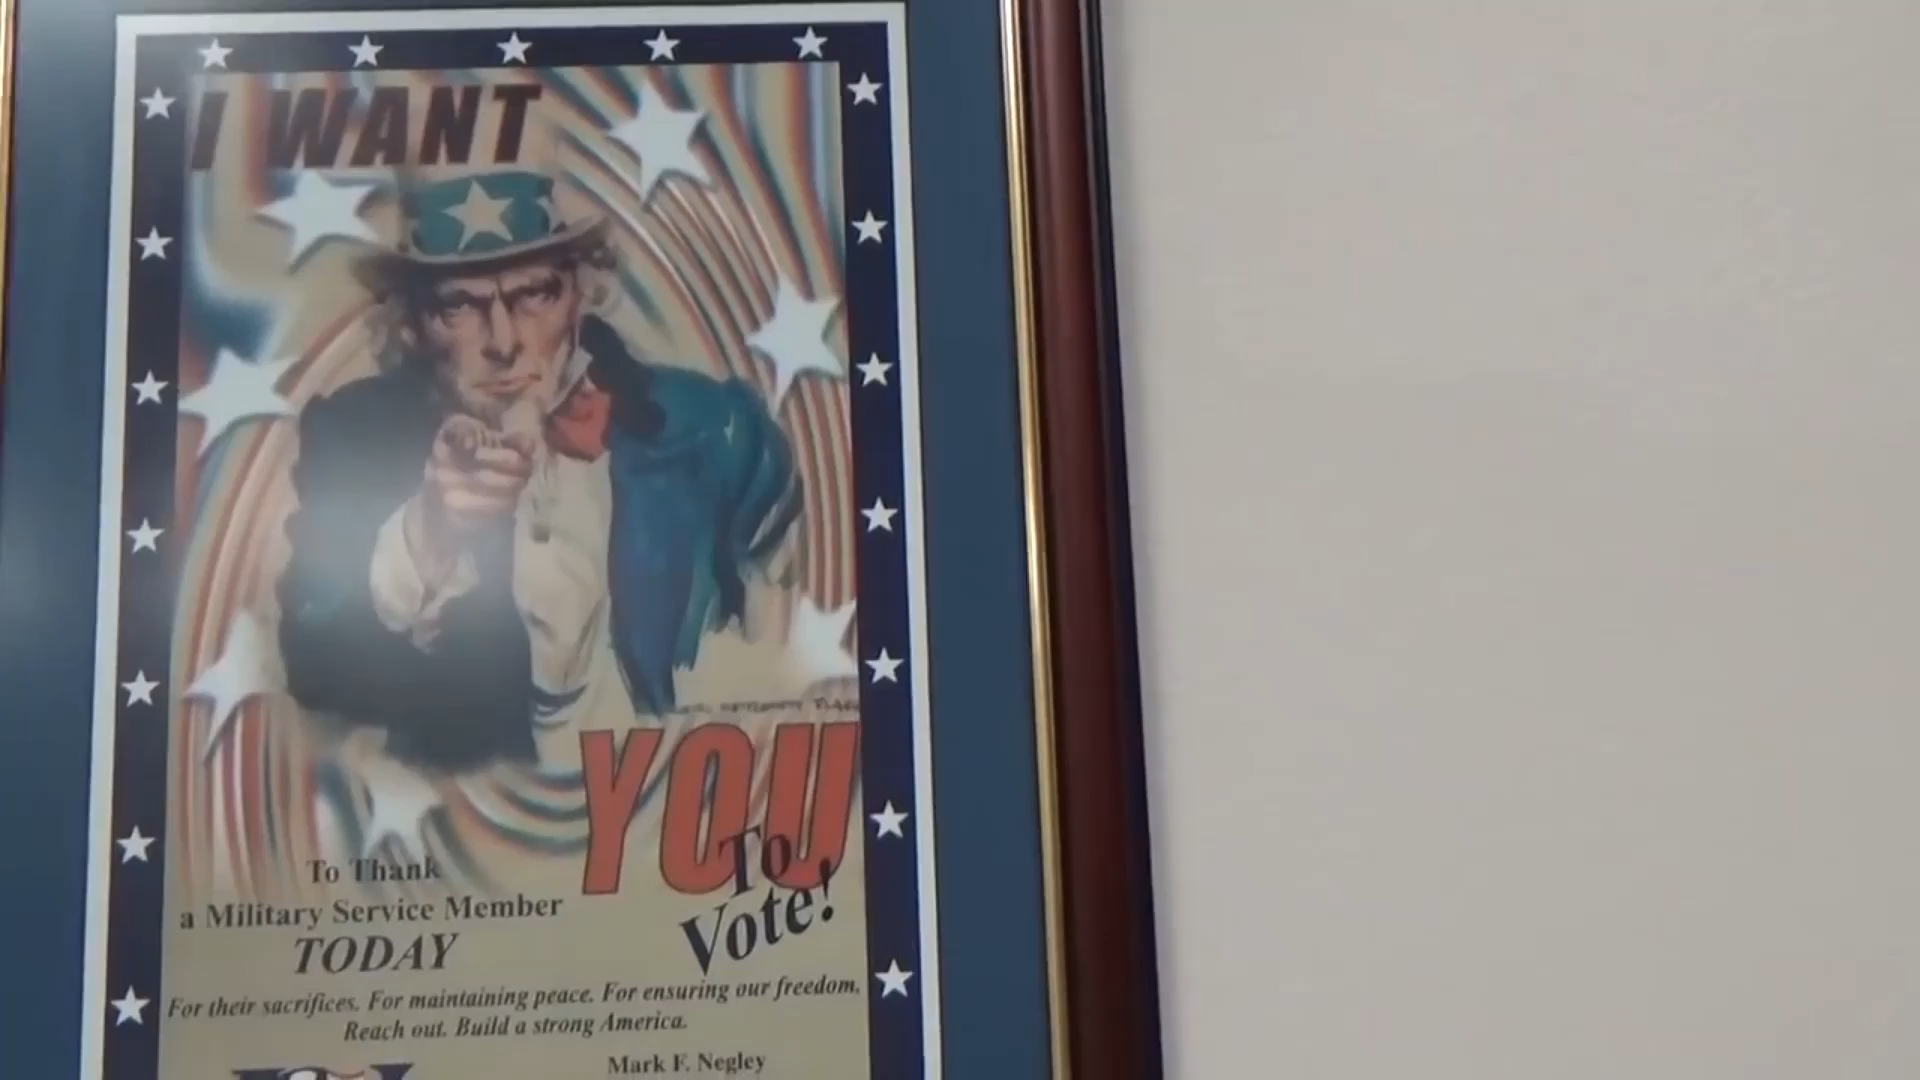 I WANT
YOU
To
Vote!
To Thank
a Military Service Member
TODAY
For their sacrifices. For maintaining peace. For ensuring our freedom.
Reach out. Build a strong America.
Mark F. Negley